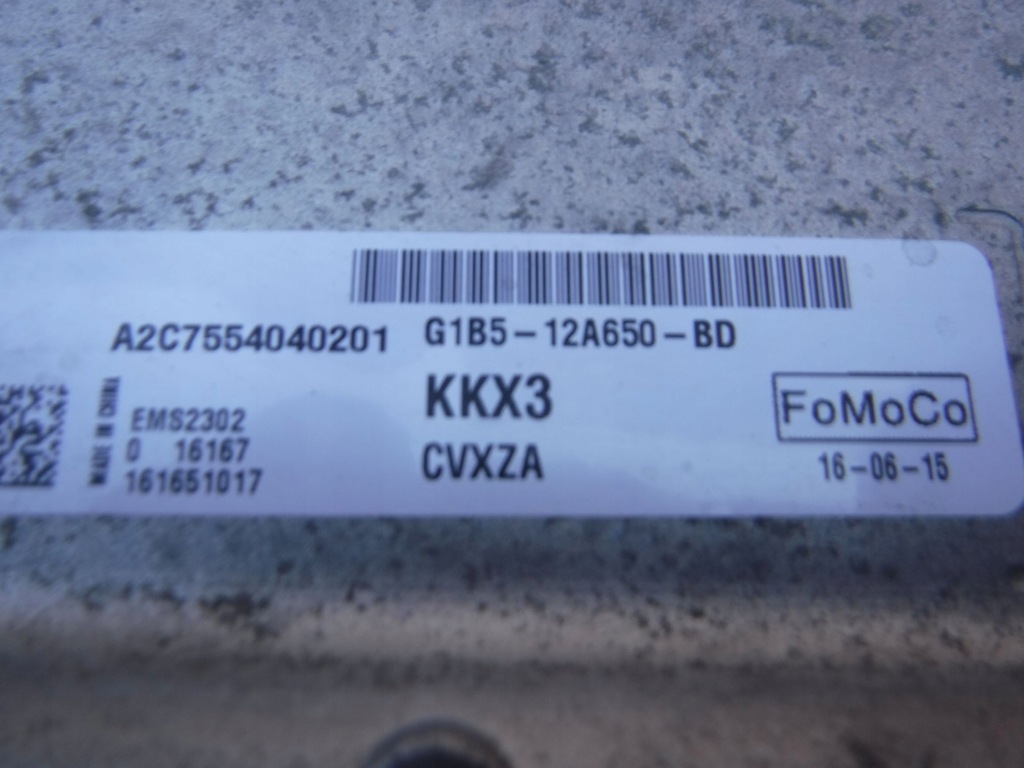 A2C7554040201 G1B5-12A650-BD
MADE IN CHINA
EMS2302
0 16167
161651017
KKX3
CVXZA
FoMoCo
16-06-15